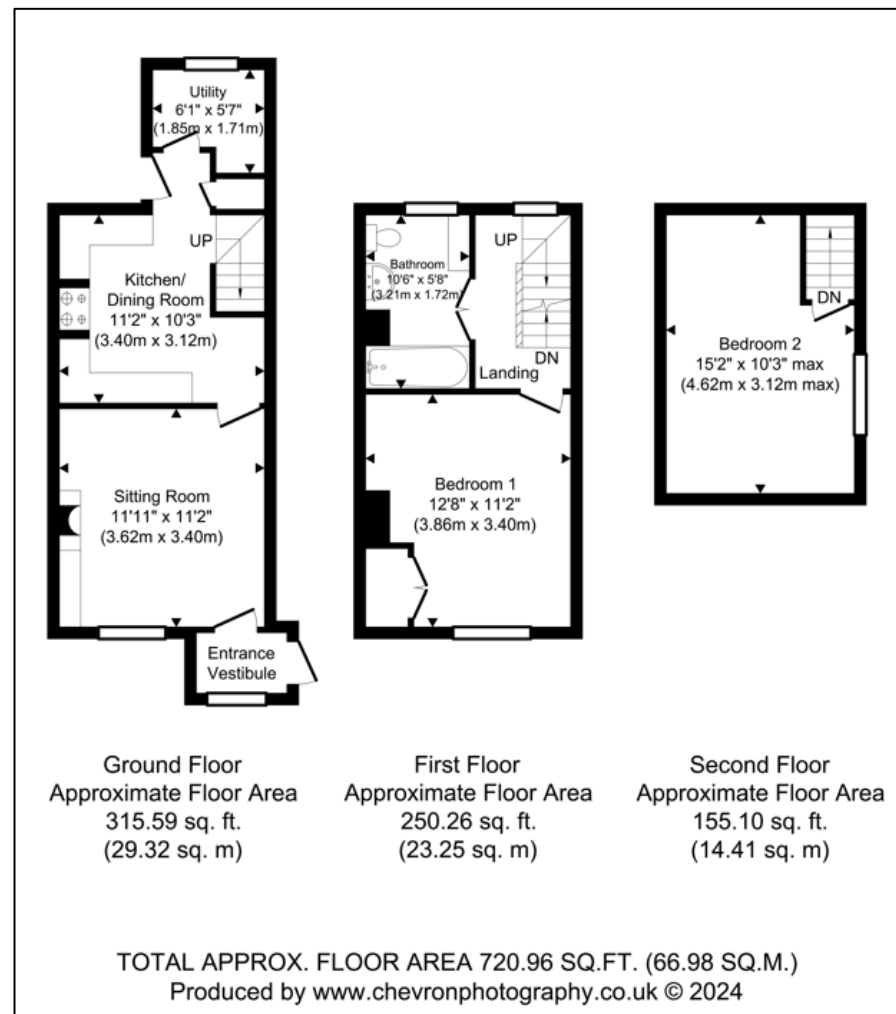 Utility
6'1" x 5'7"
(1.85m x 1.71m)
UP
Kitchen/
Dining Room
11'2" x 10'3"
(3.40m x 3.12m)
Sitting Room
11'11" x 11'2"
(3.62m x 3.40m)
Entrance
Vestibule
Bathroom
10'6" x 5'8"
(3.21m x 1.72m)
UP
DN
Landing
Bedroom 1
12'8" x 11'2"
(3.86m x 3.40m)
DN
Bedroom 2
15'2" x 10'3" max
(4.62m x 3.12m max)
Ground Floor
Approximate Floor Area
315.59 sq. ft.
(29.32 sq. m)
First Floor
Approximate Floor Area
250.26 sq. ft.
(23.25 sq. m)
Second Floor
Approximate Floor Area
155.10 sq. ft.
(14.41 sq. m)
TOTAL APPROX. FLOOR AREA 720.96 SQ.FT. (66.98 SQ.M.)
Produced by www.chevronphotography.co.uk © 2024